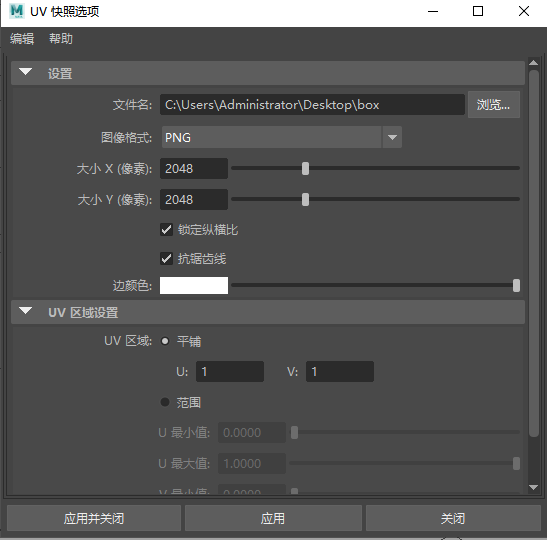 UV 快照选项
编辑 帮助
设置
文件名: C:\Users\Administrator\Desktop\box 浏览...
图像格式: PNG
大小 X (像素): 2048
大小 Y (像素): 2048
锁定纵横比
抗锯齿线
边颜色:
UV 区域设置
UV 区域: 平铺
U: 1 V: 1
范围
U 最小值: 0.0000
U 最大值: 1.0000
V 最小值: 0.0000
应用并关闭 应用 关闭